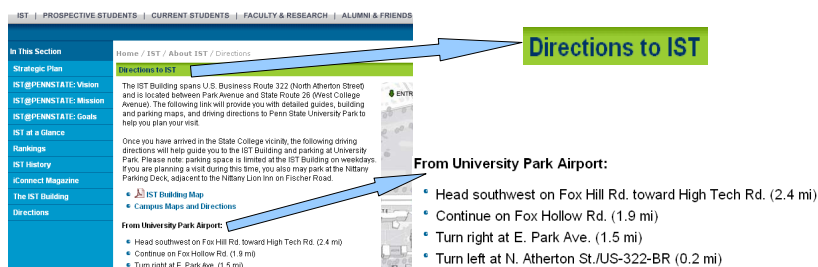 IST | PROSPECTIVE STUDENTS | CURRENT STUDENTS | FACULTY & RESEARCH | ALUMNI & FRIENDS
In This Section
Strategic Plan
IST@PENNSTATE: Vision
IST@PENNSTATE: Mission
IST@PENNSTATE: Goals
IST at a Glance
Rankings
IST History
iConnect Magazine
The IST Building
Directions
Home / IST / About IST / Directions
Directions to IST
The IST Building spans U.S. Business Route 322 (North Atherton Street)
and is located between Park Avenue and State Route 26 (West College
Avenue). The following link will provide you with detailed guides, building
and parking maps, and driving directions to Penn State University Park to
help you plan your visit.
Once you have arrived in the State College vicinity, the following driving
directions will help guide you to the IST Building and parking at University
Park. Please note: parking space is limited at the IST Building on weekdays.
If you are planning a visit during this time, you also may park at the Nittany
Parking Deck, adjacent to the Nittany Lion Inn on Fischer Road.
IST Building Map
Campus Maps and Directions
From University Park Airport:
Head southwest on Fox Hill Rd. toward High Tech Rd. (2.4 mi)
Continue on Fox Hollow Rd. (1.9 mi)
Turn right at E. Park Ave. (1.5 mi)
ENTR
Directions to IST
From University Park Airport:
Head southwest on Fox Hill Rd. toward High Tech Rd. (2.4 mi)
Continue on Fox Hollow Rd. (1.9 mi)
Turn right at E. Park Ave. (1.5 mi)
Turn left at N. Atherton St./US-322-BR (0.2 mi)